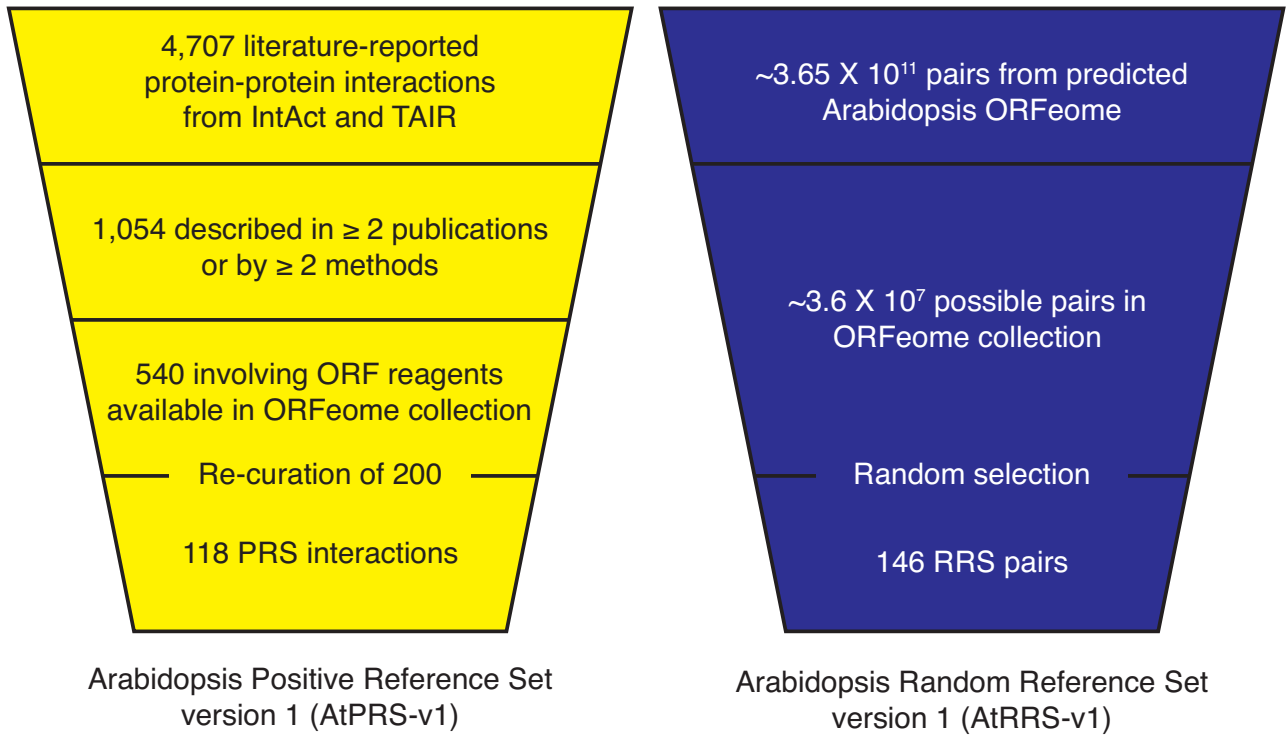 4,707 literature-reported
protein-protein interactions
from IntAct and TAIR
1,054 described in ≥ 2 publications
or by ≥ 2 methods
540 involving ORF reagents
available in ORFeome collection
Re-curation of 200
118 PRS interactions
Arabidopsis Positive Reference Set
version 1 (AtPRS-v1)
~3.65 X 10¹¹ pairs from predicted
Arabidopsis ORFeome
~3.6 X 10⁷ possible pairs in
ORFeome collection
Random selection
146 RRS pairs
Arabidopsis Random Reference Set
version 1 (AtRRS-v1)